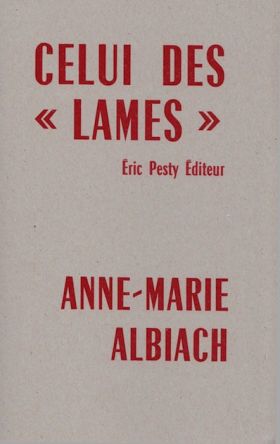 CELUI DES
« LAMES »
Éric Pesty Éditeur
ANNE-MARIE
ALBIACH